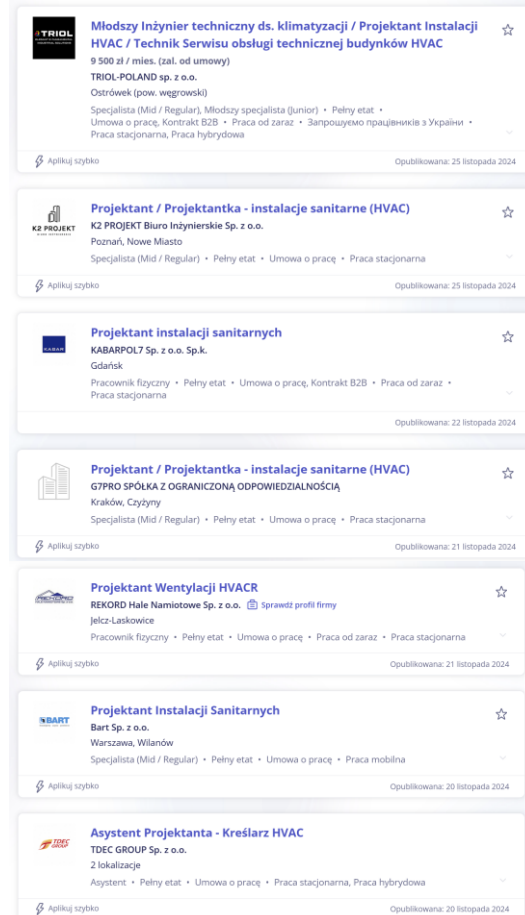 TRIOL
Młodszy Inżynier techniczny ds. klimatyzacji / Projektant Instalacji
HVAC / Technik Serwisu obsługi technicznej budynków HVAC
9 500 zł / mies. (zal. od umowy)
TRIOL-POLAND sp. z o.o.
Ostrówek (pow. węgrowski)
Specjalista (Mid / Regular), Młodszy specjalista (Junior) • Pełny etat •
Umowa o pracę, Kontrakt B2B • Praca od zaraz • Запрошуємо працівників з України •
Praca stacjonarna, Praca hybrydowa
Aplikuj szybko
Opublikowana: 25 listopada 2024
K2 PROJEKT
Projektant / Projektantka - instalacje sanitarne (HVAC)
K2 PROJEKT Biuro Inżynierskie Sp. z o.o.
Poznań, Nowe Miasto
Specjalista (Mid / Regular) • Pełny etat • Umowa o pracę • Praca stacjonarna
Aplikuj szybko
Opublikowana: 25 listopada 2024
KABAR
Projektant instalacji sanitarnych
KABARPOL7 Sp. z o.o. Sp.k.
Gdańsk
Pracownik fizyczny • Pełny etat • Umowa o pracę, Kontrakt B2B • Praca od zaraz •
Praca stacjonarna
Opublikowana: 22 listopada 2024
Projektant / Projektantka - instalacje sanitarne (HVAC)
G7PRO SPÓŁKA Z OGRANICZONĄ ODPOWIEDZIALNOŚCIĄ
Kraków, Czyżyny
Specjalista (Mid / Regular) • Pełny etat • Umowa o pracę • Praca stacjonarna
Aplikuj szybko
Opublikowana: 21 listopada 2024
REKORD
Projektant Wentylacji HVACR
REKORD Hale Namiotowe Sp. z o.o. Sprawdź profil firmy
Jelcz-Laskowice
Pracownik fizyczny • Pełny etat • Umowa o pracę • Praca od zaraz • Praca stacjonarna
Aplikuj szybko
Opublikowana: 21 listopada 2024
BART
Projektant Instalacji Sanitarnych
Bart Sp. z o.o.
Warszawa, Wilanów
Specjalista (Mid / Regular) • Pełny etat • Umowa o pracę • Praca mobilna
Aplikuj szybko
Opublikowana: 20 listopada 2024
TDEC
GROUP
Asystent Projektanta - Kreślarz HVAC
TDEC GROUP Sp. z o.o.
2 lokalizacje
Asystent • Pełny etat • Umowa o pracę • Praca stacjonarna, Praca hybrydowa
Aplikuj szybko
Opublikowana: 20 listopada 2024